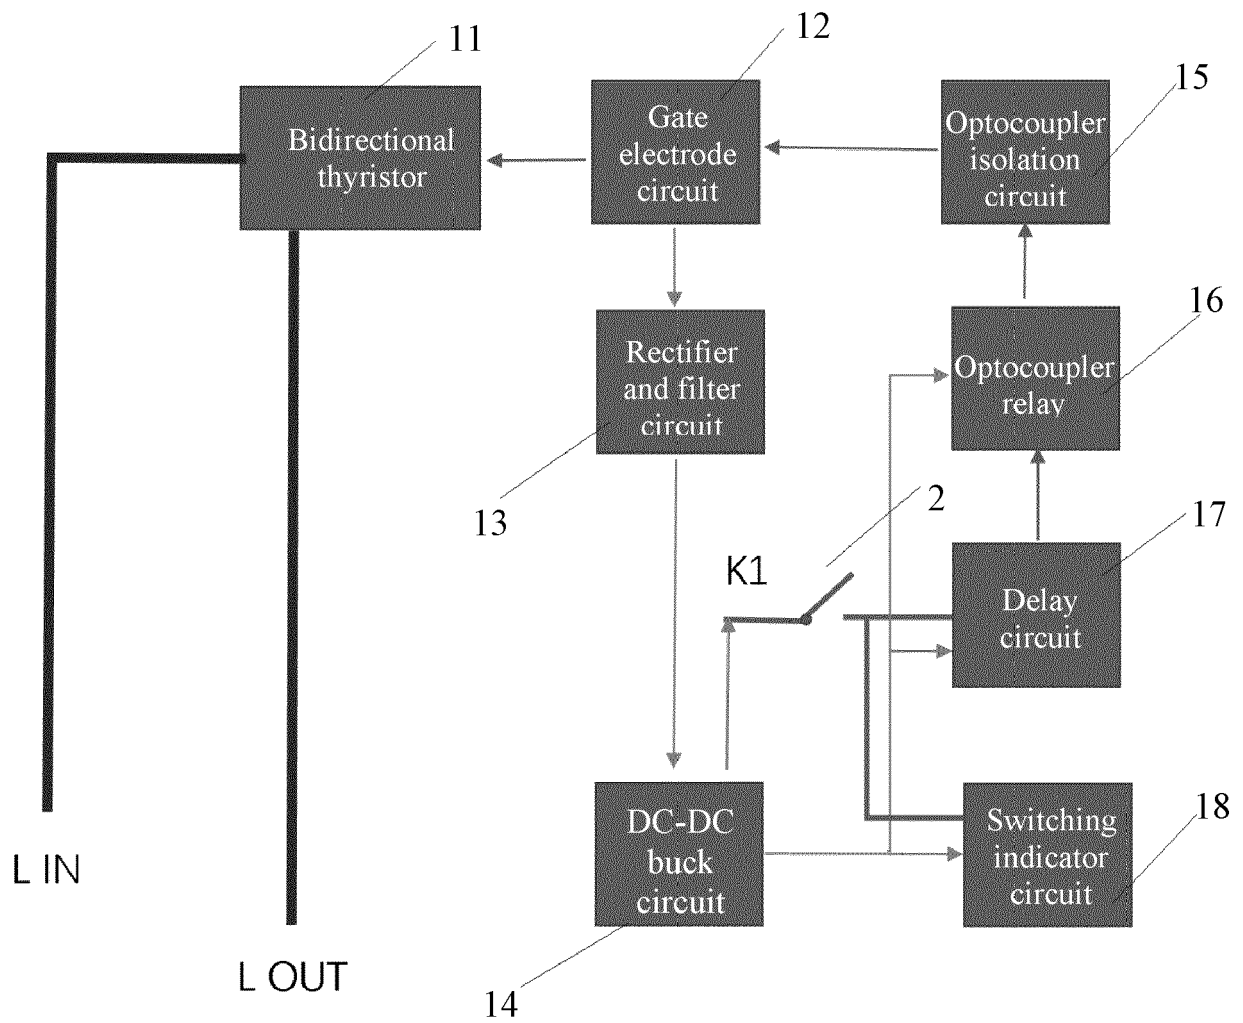 11
12
15
Bidirectional
thyristor
Gate
electrode
circuit
Optocoupler
isolation
circuit
16
Rectifier
and filter
circuit
Optocoupler
relay
13
2
17
K1
Delay
circuit
DC-DC
buck
circuit
Switching
indicator
circuit
18
L IN
L OUT
14